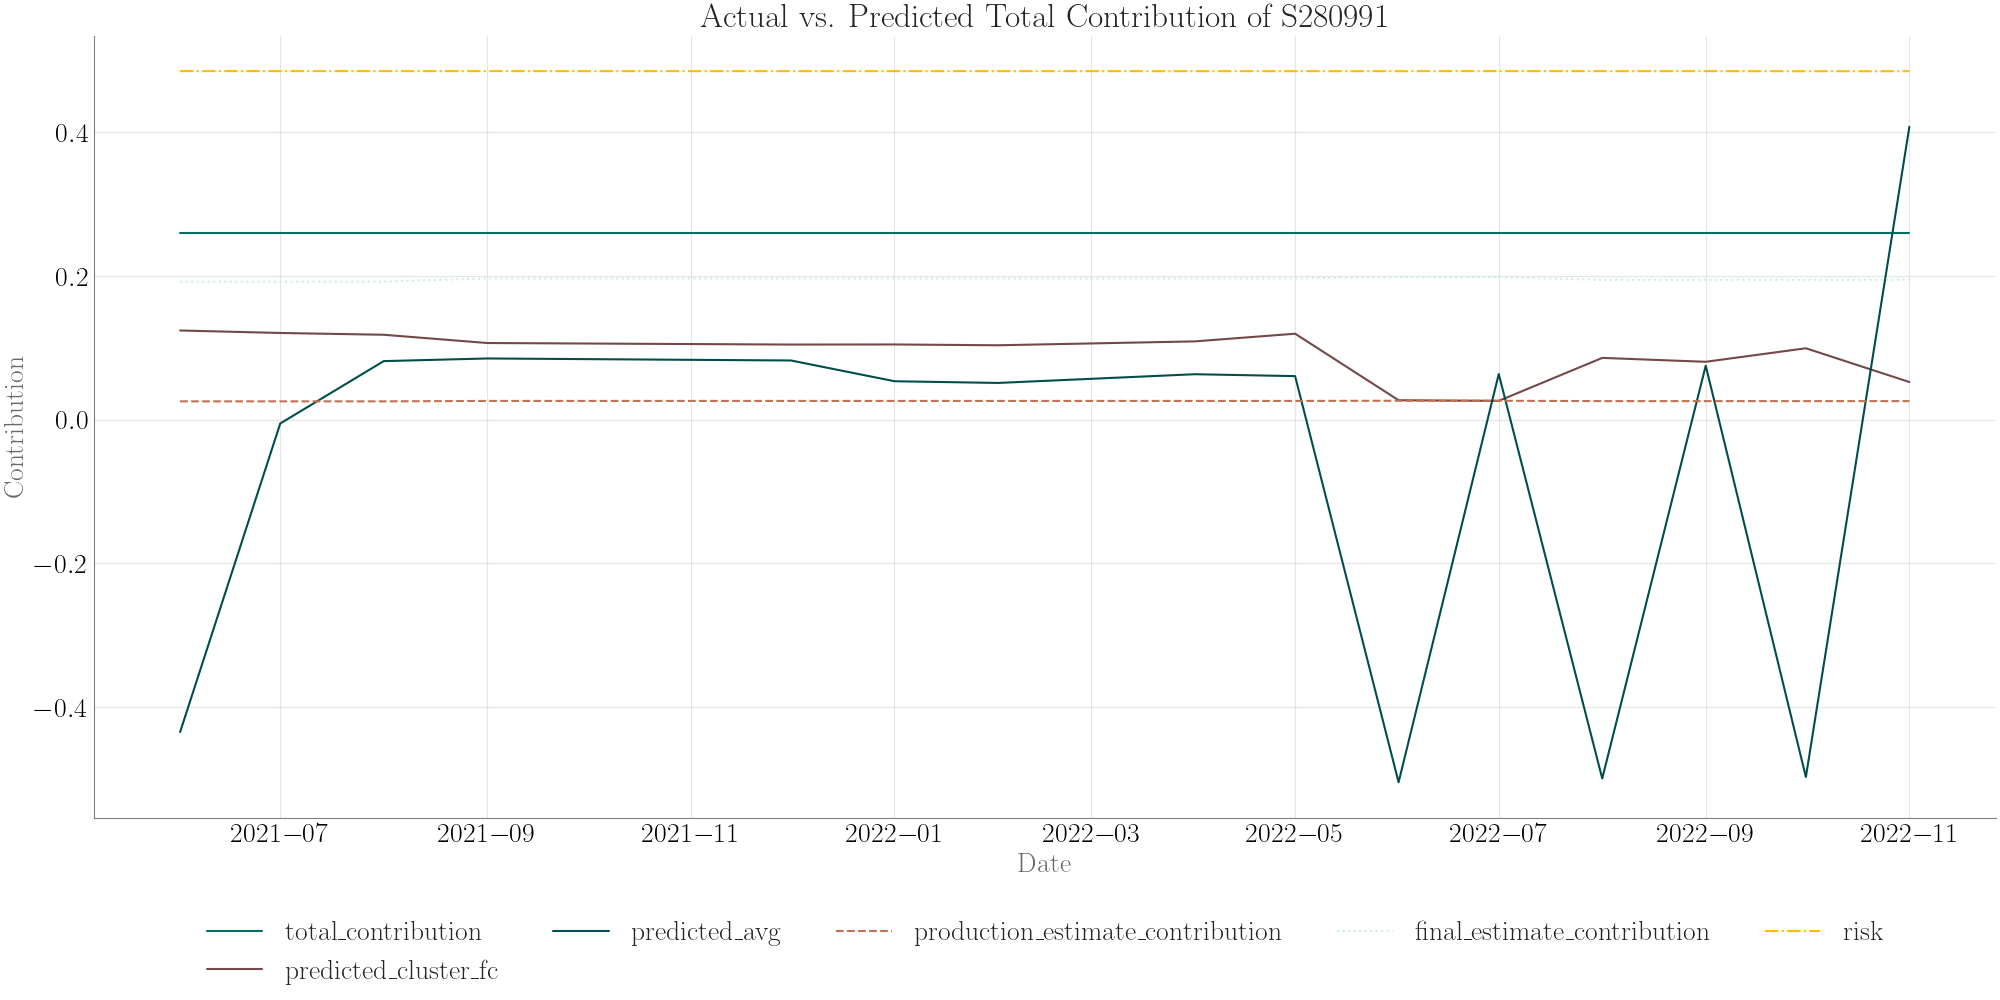 Actual vs. Predicted Total Contribution of S280991
Contribution
0.4
0.2
0.0
−0.2
−0.4
2021−07 2021−09 2021−11 2022−01 2022−03 2022−05 2022−07 2022−09 2022−11
Date
total_contribution predicted_avg production_estimate_contribution final_estimate_contribution risk
predicted_cluster_fc